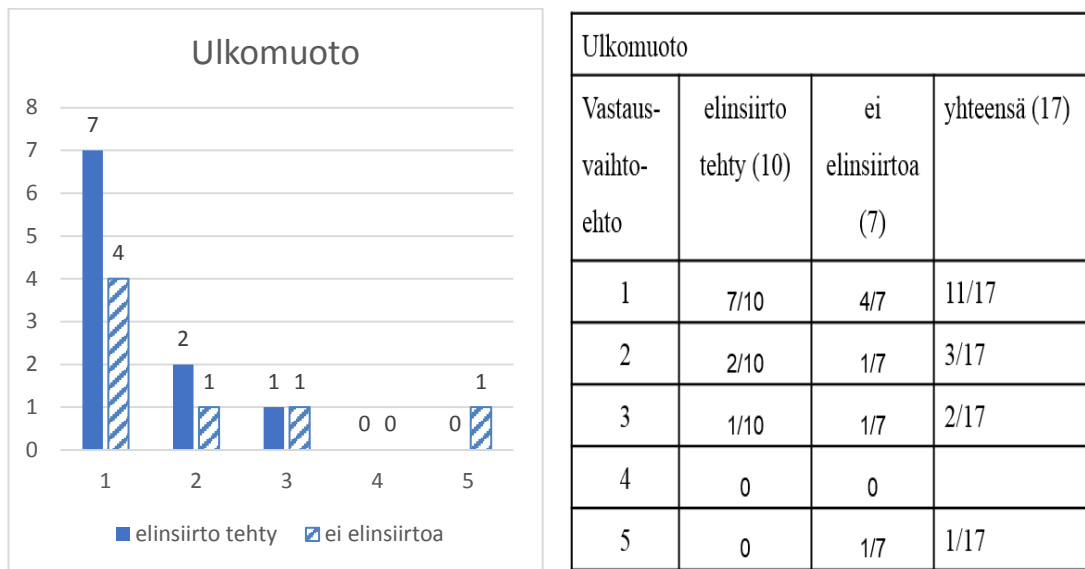 Ulkomuoto
8
7
6
5
4
3
2
1
0
7
4
2
1
1 1
0 0
0
1
1 2 3 4 5
elinsiirto tehty ei elinsiirtoa
Ulkomuoto
Vastaus-
vaihto-
ehto
elinsiirto
tehty (10)
ei
elinsiirtoa
(7)
yhteensä (17)
1 7/10 4/7 11/17
2 2/10 1/7 3/17
3 1/10 1/7 2/17
4 0 0
5 0 1/7 1/17